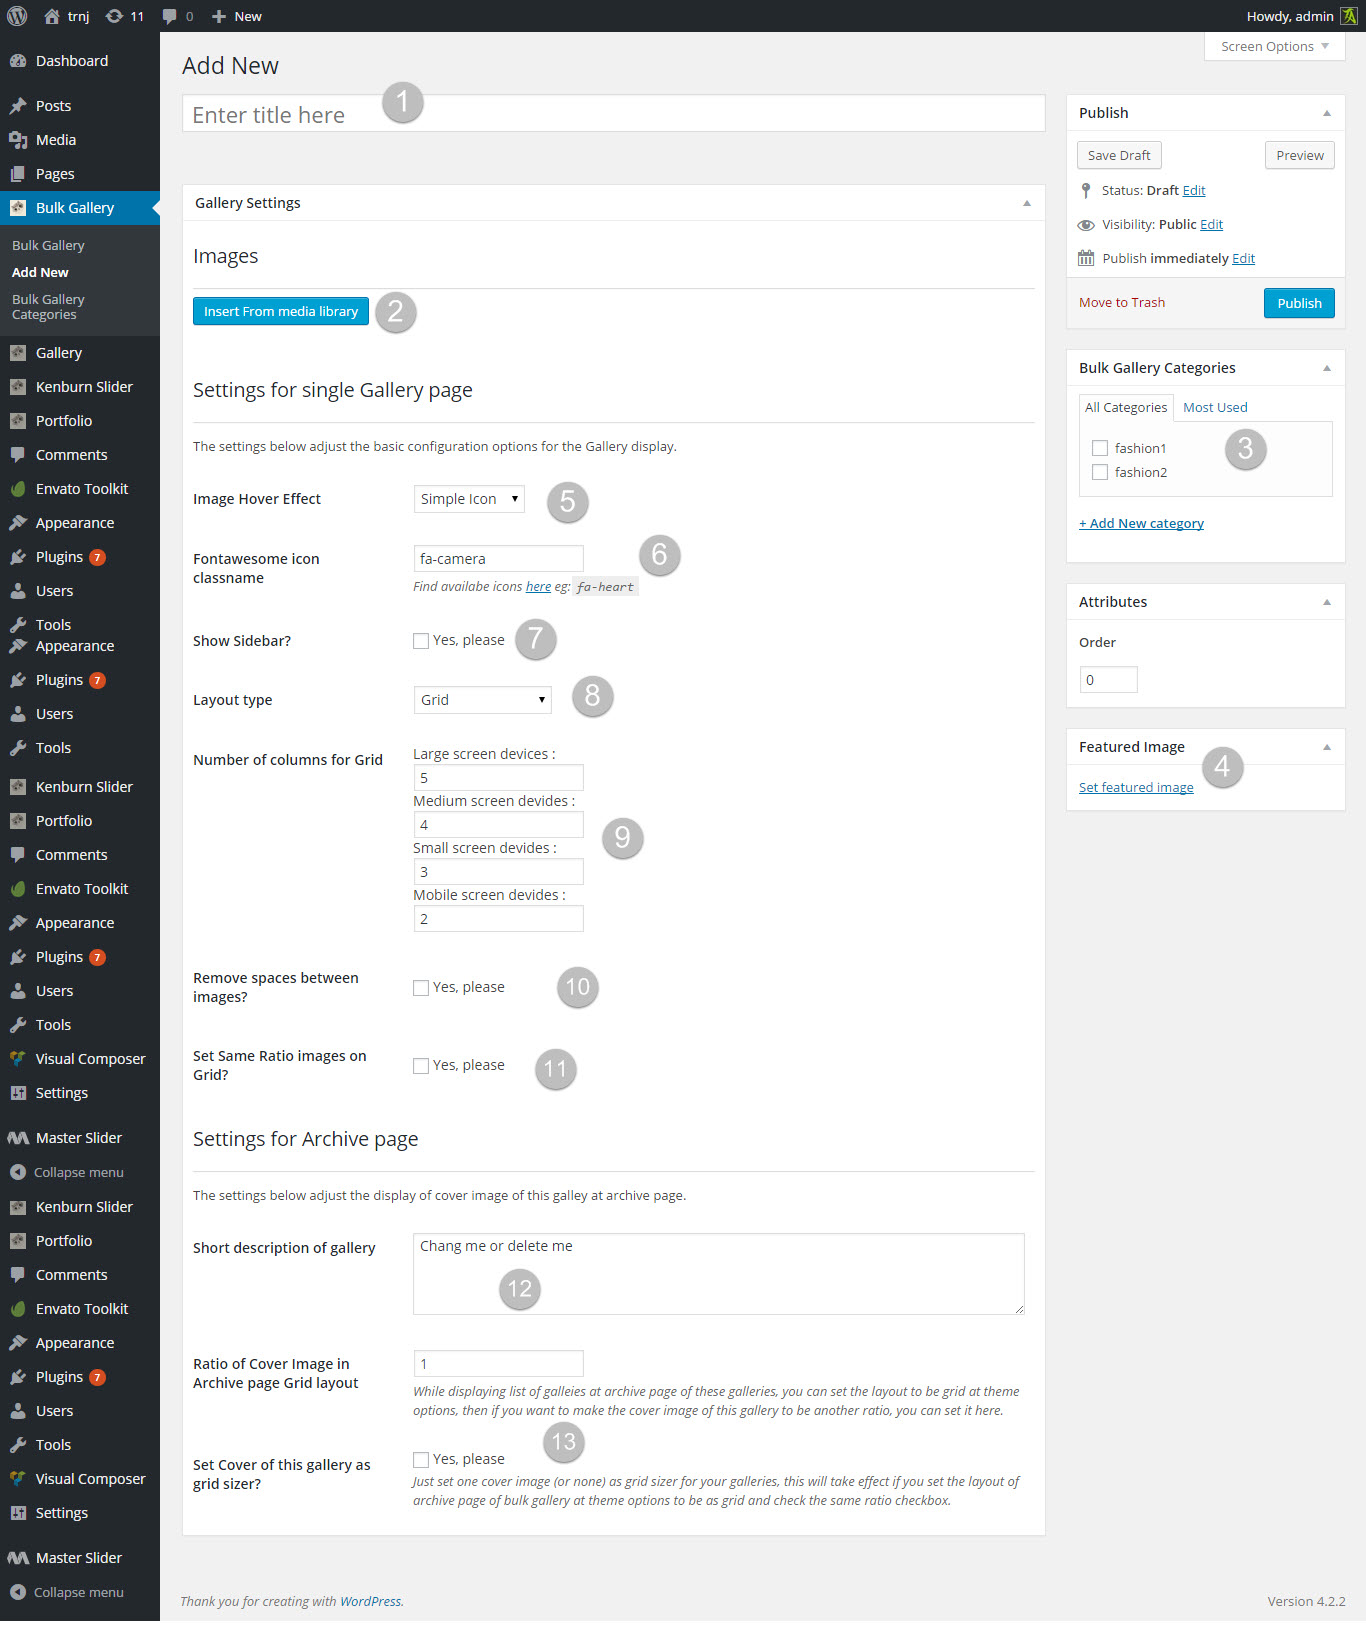 trnj 11 0 New
Howdy, admin
Screen Options
Dashboard
Posts
Media
Pages
Bulk Gallery
Bulk Gallery
Add New
Bulk Gallery
Categories
Gallery
Kenburn Slider
Portfolio
Comments
Envato Toolkit
Appearance
Plugins 7
Users
Tools
Appearance
Plugins 7
Users
Tools
Kenburn Slider
Portfolio
Comments
Envato Toolkit
Appearance
Plugins 7
Users
Tools
Visual Composer
Settings
Master Slider
Collapse menu
Kenburn Slider
Portfolio
Comments
Envato Toolkit
Appearance
Plugins 7
Users
Tools
Visual Composer
Settings
Master Slider
Collapse menu
Add New
Enter title here 1
Gallery Settings
Images
Insert From media library 2
Settings for single Gallery page
The settings below adjust the basic configuration options for the Gallery display.
Image Hover Effect Simple Icon 5
Fontawesome icon
classname
fa-camera 6
Find availabe icons here eg: fa-heart
Show Sidebar? Yes, please 7
Layout type Grid 8
Number of columns for Grid
Large screen devices :
5
Medium screen devides :
4
9
Small screen devides :
3
Mobile screen devides :
2
Remove spaces between
images?
Yes, please 10
Set Same Ratio images on
Grid?
Yes, please 11
Settings for Archive page
The settings below adjust the display of cover image of this galley at archive page.
Short description of gallery
Chang me or delete me
12
Ratio of Cover Image in
Archive page Grid layout
1
While displaying list of galleies at archive page of these galleries, you can set the layout to be grid at theme
options, then if you want to make the cover image of this gallery to be another ratio, you can set it here.
13
Set Cover of this gallery as
grid sizer?
Yes, please
Just set one cover image (or none) as grid sizer for your galleries, this will take effect if you set the layout of
archive page of bulk gallery at theme options to be as grid and check the same ratio checkbox.
Publish
Save Draft Preview
Status: Draft Edit
Visibility: Public Edit
Publish immediately Edit
Move to Trash Publish
Bulk Gallery Categories
All Categories Most Used
fashion1
3
fashion2
+ Add New category
Attributes
Order
0
Featured Image
4
Set featured image
Thank you for creating with WordPress.
Version 4.2.2